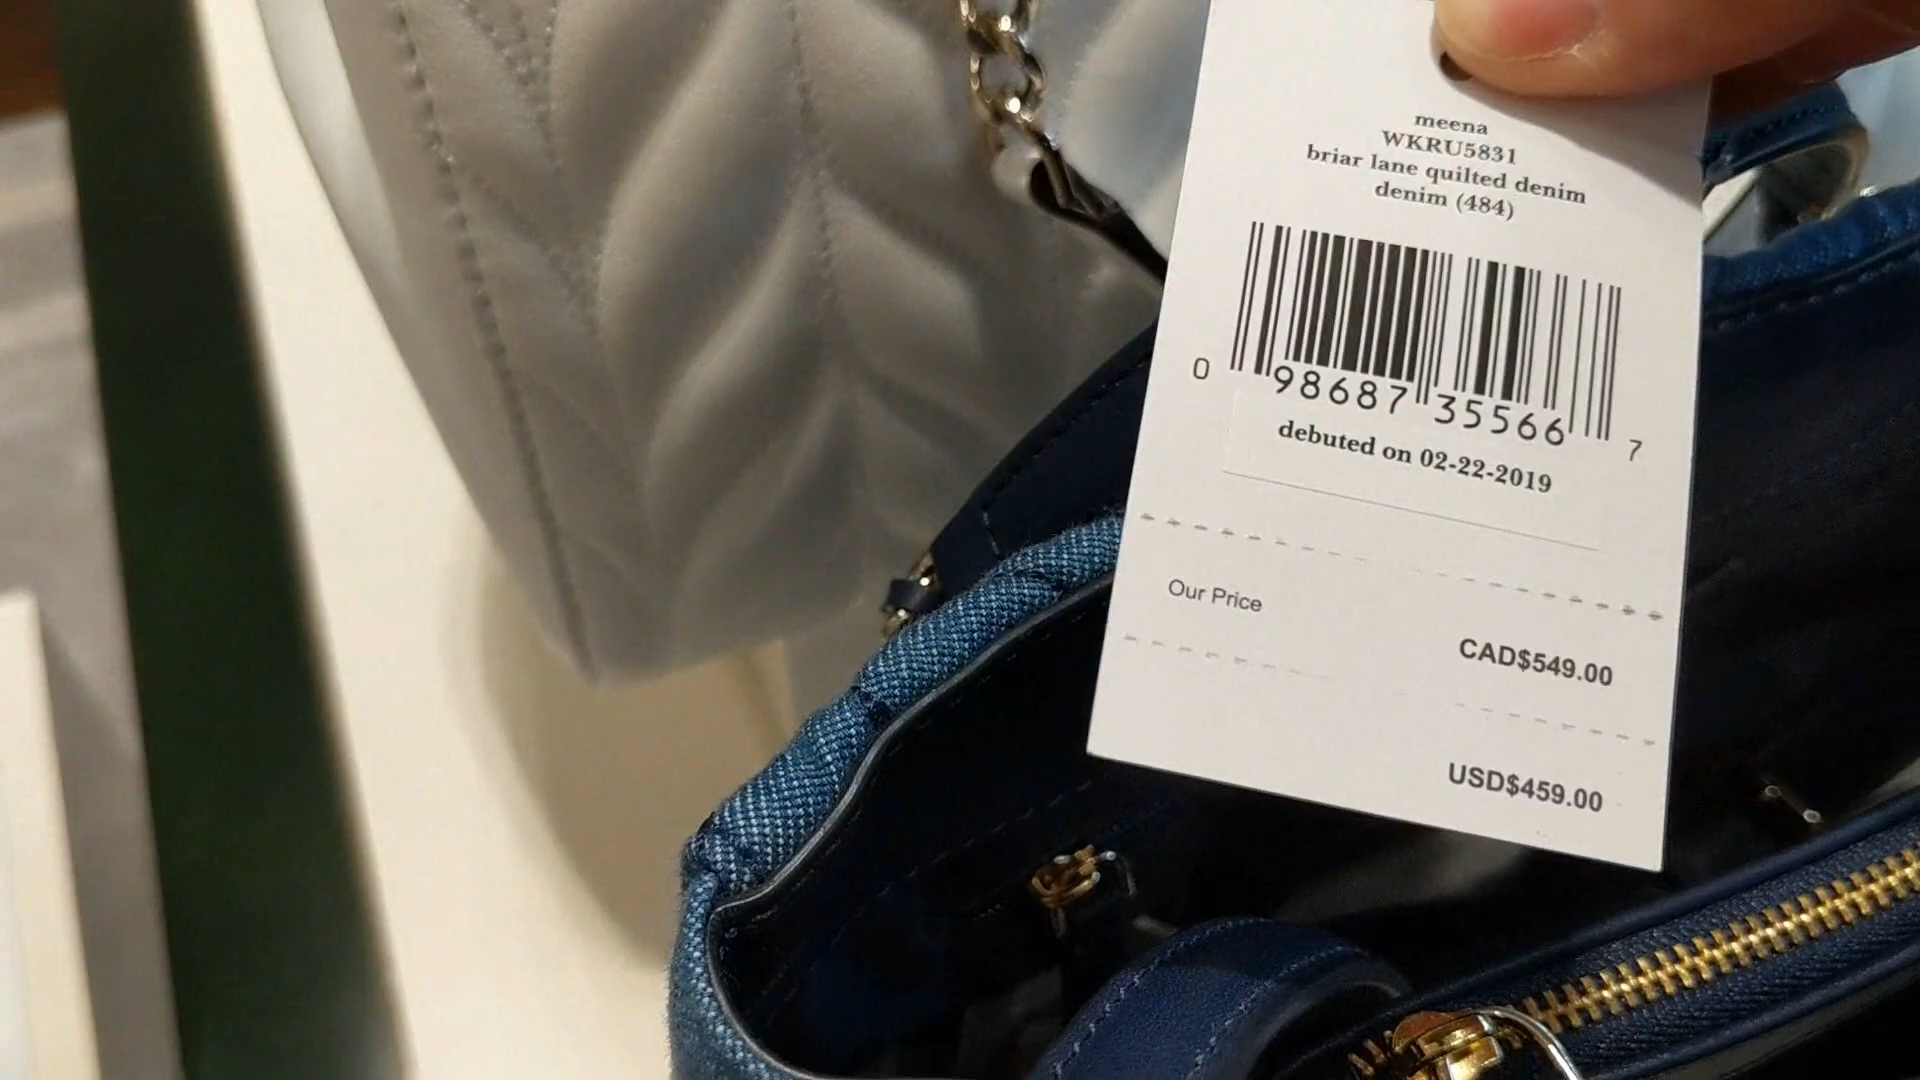 meena
WKRU5831
briar lane quilted denim
denim (484)
0 98687 35566 7
debuted on 02-22-2019
Our Price
CAD$549.00
USD$459.00